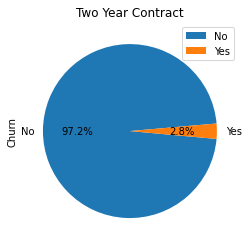 Two Year Contract
No
Yes
Churn
No
97.2%
2.8%
Yes